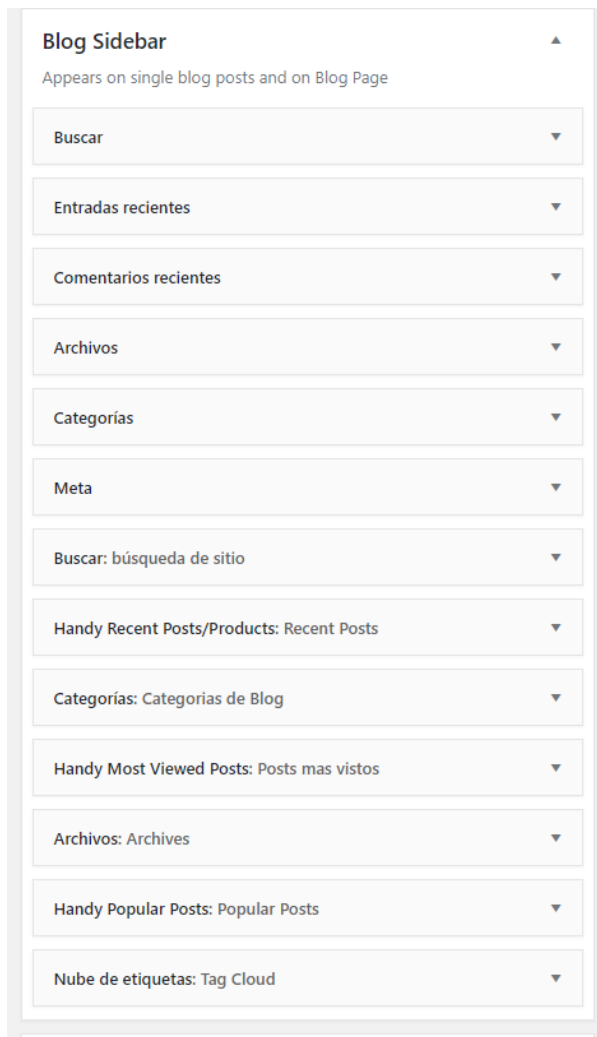 Blog Sidebar
Appears on single blog posts and on Blog Page
Buscar
Entradas recientes
Comentarios recientes
Archivos
Categorías
Meta
Buscar: búsqueda de sitio
Handy Recent Posts/Products: Recent Posts
Categorías: Categorias de Blog
Handy Most Viewed Posts: Posts mas vistos
Archivos: Archives
Handy Popular Posts: Popular Posts
Nube de etiquetas: Tag Cloud